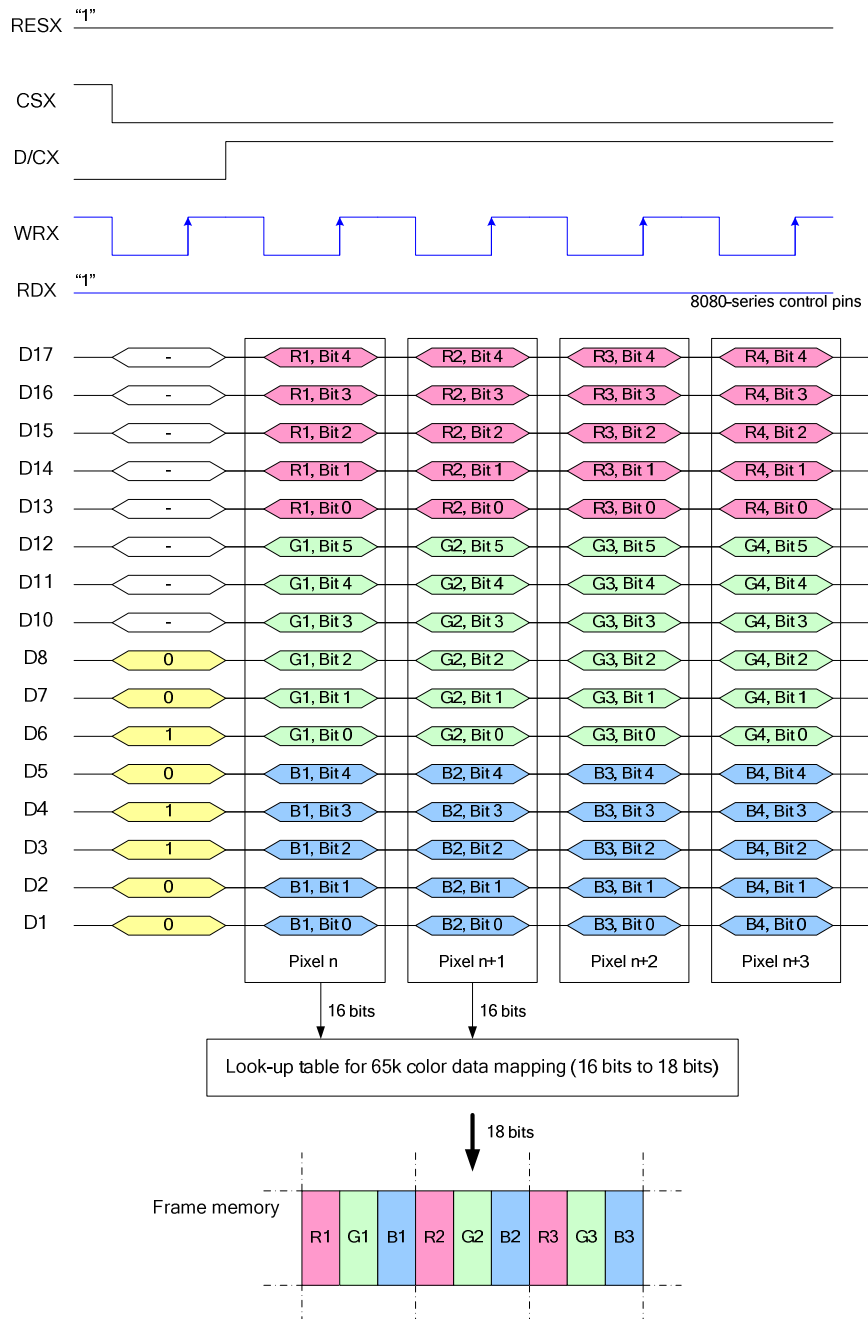 RESX “1”
CSX
D/CX
WRX
RDX “1”
8080-series control pins
D17 - R1, Bit 4 R2, Bit 4 R3, Bit 4 R4, Bit 4
D16 - R1, Bit 3 R2, Bit 3 R3, Bit 3 R4, Bit 3
D15 - R1, Bit 2 R2, Bit 2 R3, Bit 2 R4, Bit 2
D14 - R1, Bit 1 R2, Bit 1 R3, Bit 1 R4, Bit 1
D13 - R1, Bit 0 R2, Bit 0 R3, Bit 0 R4, Bit 0
D12 - G1, Bit 5 G2, Bit 5 G3, Bit 5 G4, Bit 5
D11 - G1, Bit 4 G2, Bit 4 G3, Bit 4 G4, Bit 4
D10 - G1, Bit 3 G2, Bit 3 G3, Bit 3 G4, Bit 3
D8 0 G1, Bit 2 G2, Bit 2 G3, Bit 2 G4, Bit 2
D7 0 G1, Bit 1 G2, Bit 1 G3, Bit 1 G4, Bit 1
D6 1 G1, Bit 0 G2, Bit 0 G3, Bit 0 G4, Bit 0
D5 0 B1, Bit 4 B2, Bit 4 B3, Bit 4 B4, Bit 4
D4 1 B1, Bit 3 B2, Bit 3 B3, Bit 3 B4, Bit 3
D3 1 B1, Bit 2 B2, Bit 2 B3, Bit 2 B4, Bit 2
D2 0 B1, Bit 1 B2, Bit 1 B3, Bit 1 B4, Bit 1
D1 0 B1, Bit 0 B2, Bit 0 B3, Bit 0 B4, Bit 0
Pixel n Pixel n+1 Pixel n+2 Pixel n+3
16 bits 16 bits
Look-up table for 65k color data mapping (16 bits to 18 bits)
18 bits
Frame memory
R1 G1 B1 R2 G2 B2 R3 G3 B3